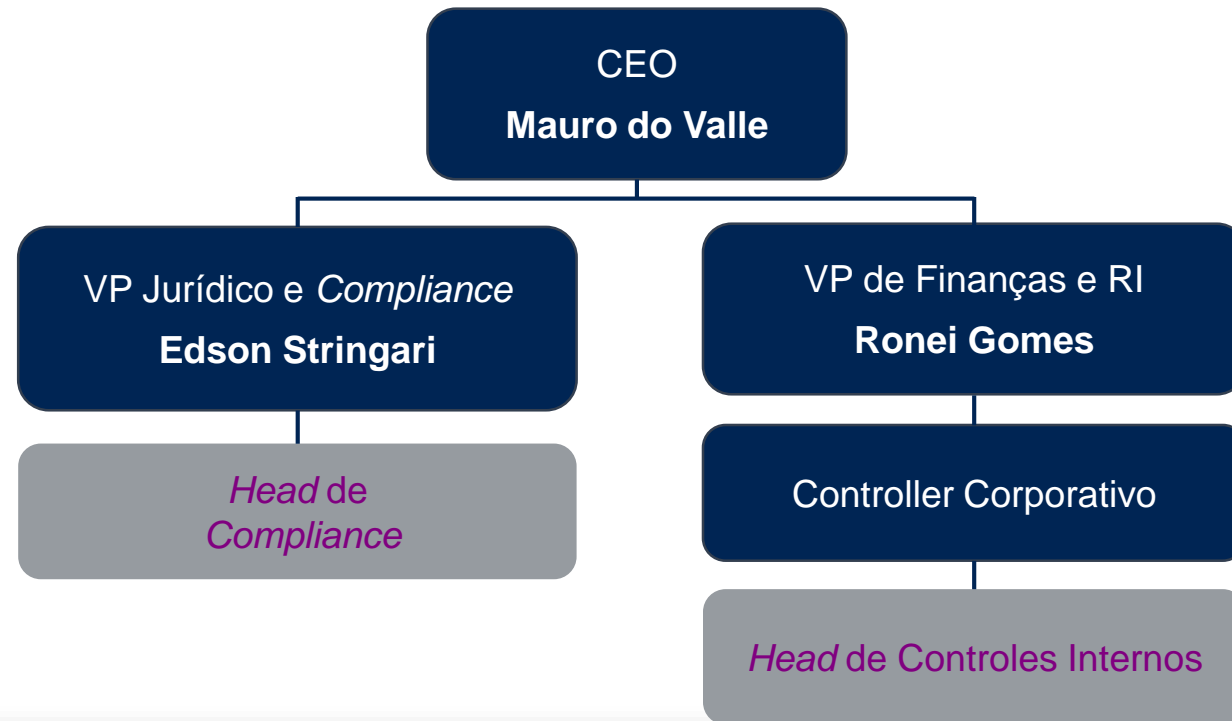 CEO
Mauro do Valle
VP Jurídico e Compliance
Edson Stringari
VP de Finanças e RI
Ronei Gomes
Head de
Compliance
Controller Corporativo
Head de Controles Internos